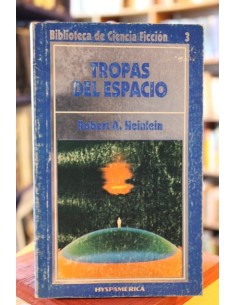 Biblioteca de Ciencia Ficción 3
TROPAS
DEL ESPACIO
Robert A. Heinlein
HYSPAMERICA